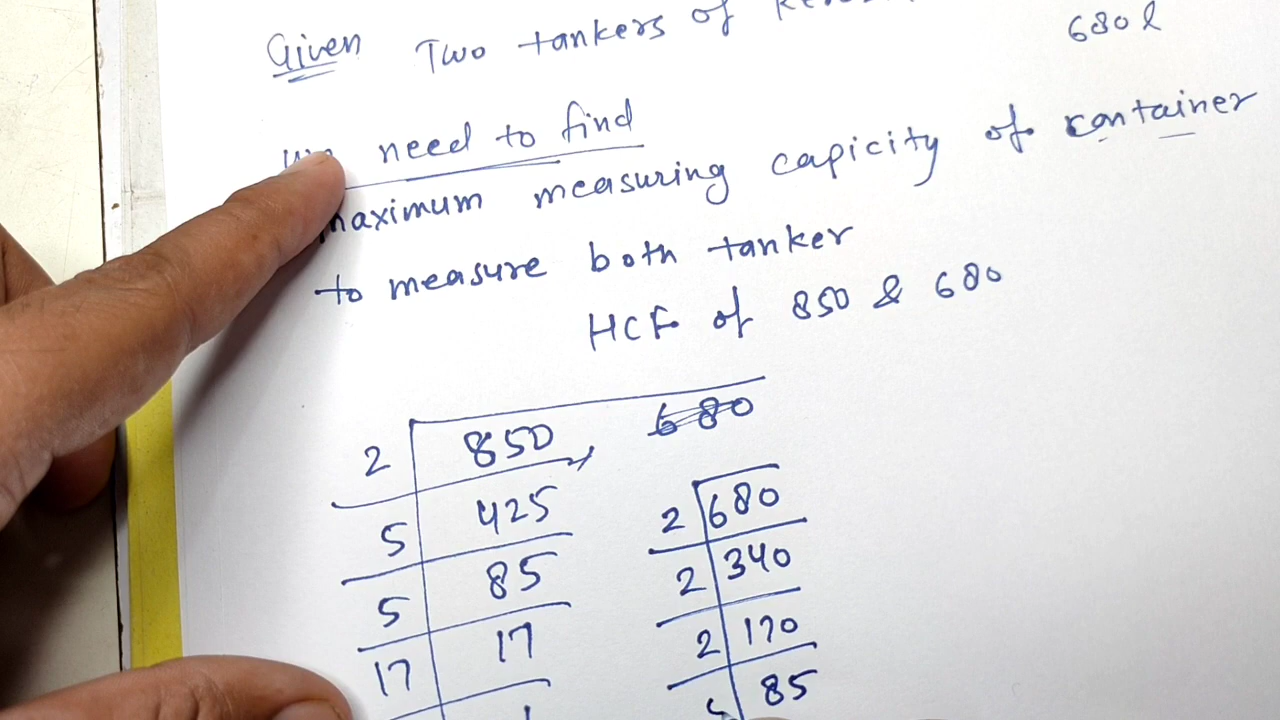 Given Two tankers of
680 l
need to find
maximum measuring capicity of container
to measure both tanker
HCF of 850 & 680
680
2 850
5 425
5 85
17 17
1
2 680
2 340
2 170
85